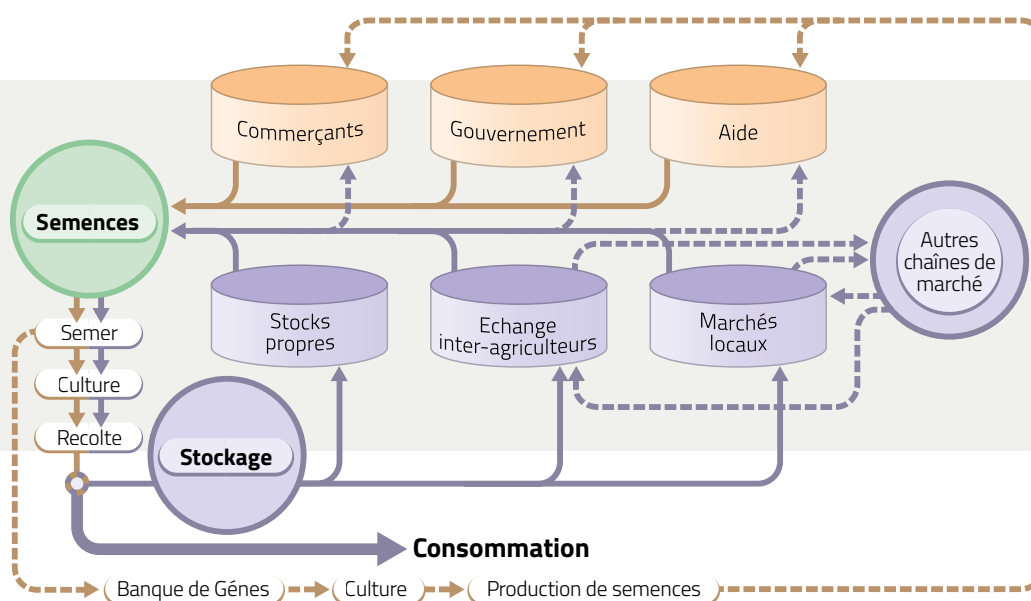 Commerçants
Gouvernement
Aide
Semences
Autres
chaînes de
marché
Stocks
propres
Echange
inter-agriculteurs
Marchés
locaux
Semer
Culture
Recolte
Stockage
Consommation
Banque de Génes
Culture
Production de semences